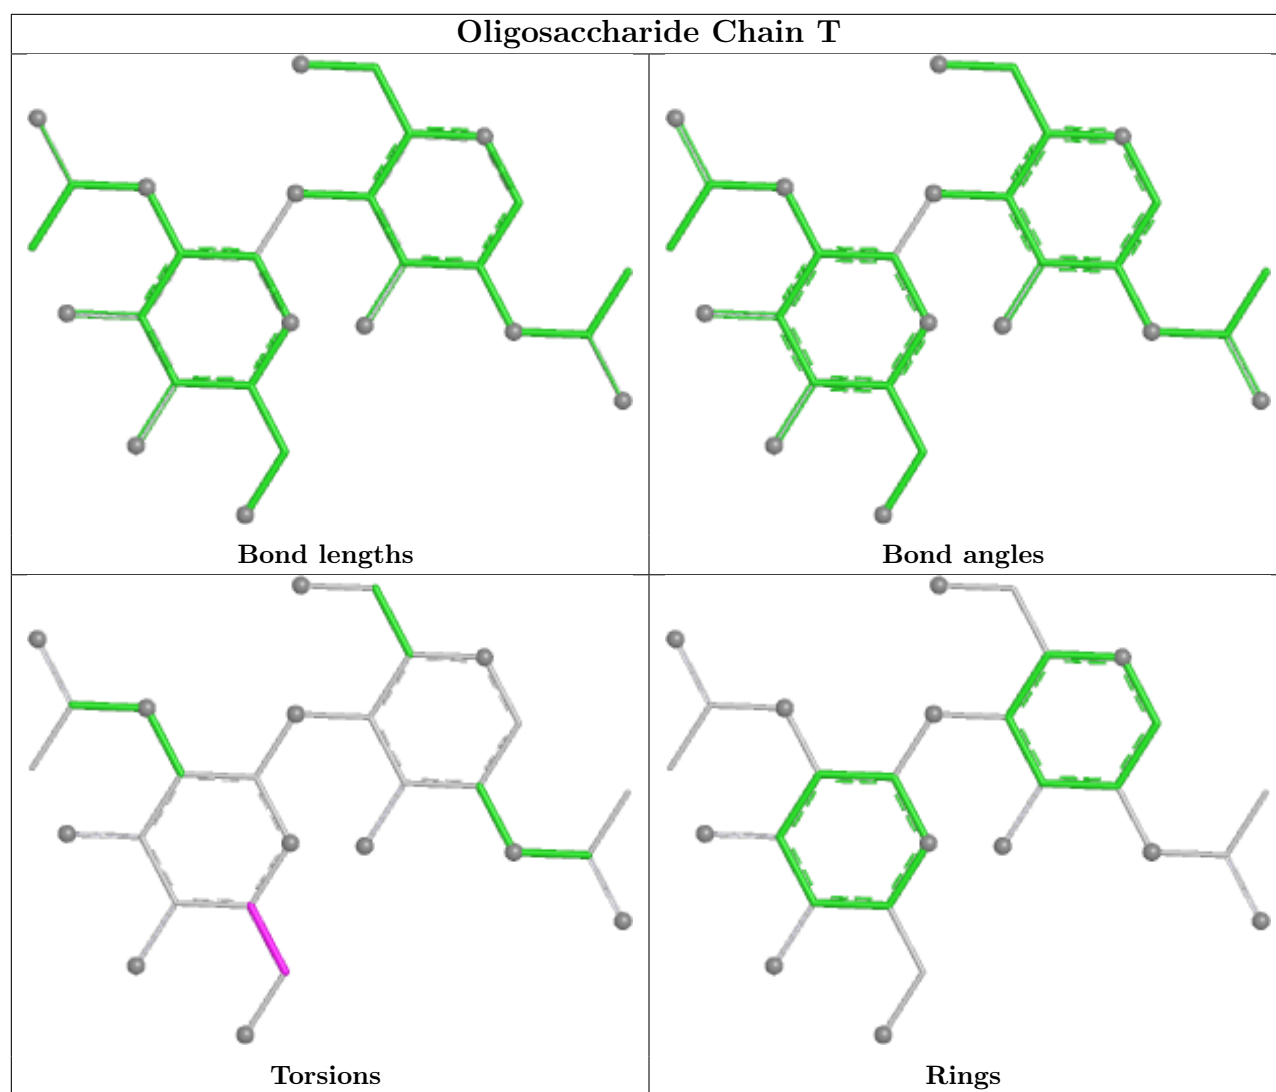 Oligosaccharide Chain T
Bond lengths
Bond angles
Torsions
Rings